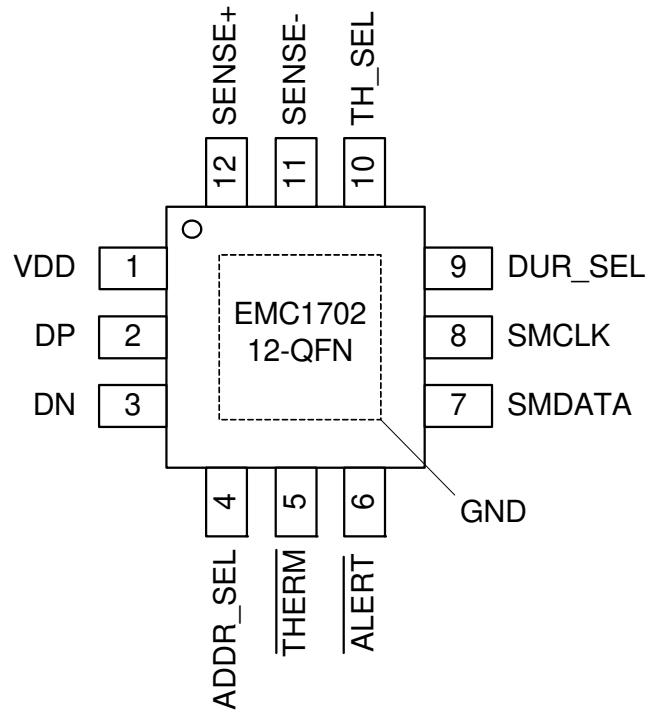 SENSE+
SENSE-
TH_SEL
12
11
10
VDD
1
9
DUR_SEL
DP
2
EMC1702
12-QFN
8
SMCLK
DN
3
7
SMDATA
4
5
6
GND
ADDR_SEL
THERM
ALERT